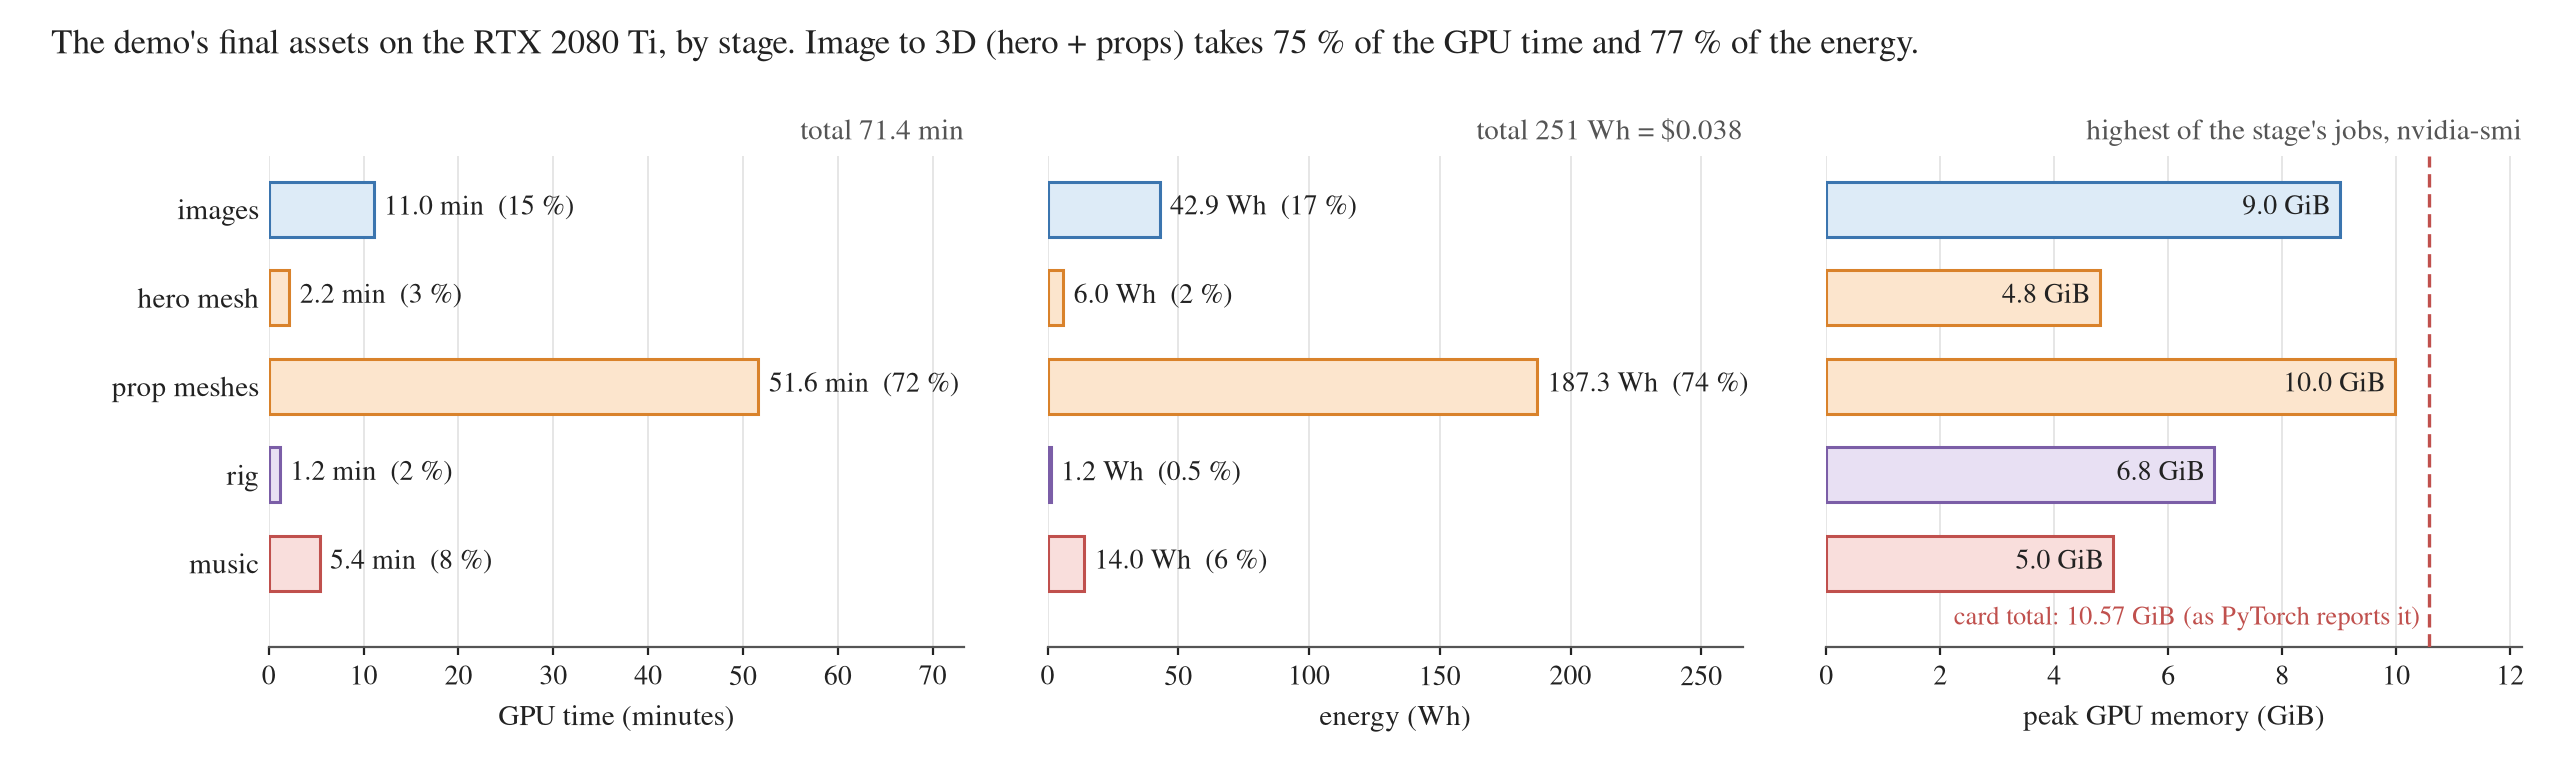 The demo's final assets on the RTX 2080 Ti, by stage. Image to 3D (hero + props) takes 75 % of the GPU time and 77 % of the energy.
total 71.4 min
images
11.0 min (15 %)
hero mesh
2.2 min (3 %)
prop meshes
51.6 min (72 %)
rig
1.2 min (2 %)
music
5.4 min (8 %)
0 10 20 30 40 50 60 70
GPU time (minutes)
total 251 Wh = $0.038
42.9 Wh (17 %)
6.0 Wh (2 %)
187.3 Wh (74 %)
1.2 Wh (0.5 %)
14.0 Wh (6 %)
0 50 100 150 200 250
energy (Wh)
highest of the stage's jobs, nvidia-smi
9.0 GiB
4.8 GiB
10.0 GiB
6.8 GiB
5.0 GiB
card total: 10.57 GiB (as PyTorch reports it)
0 2 4 6 8 10 12
peak GPU memory (GiB)